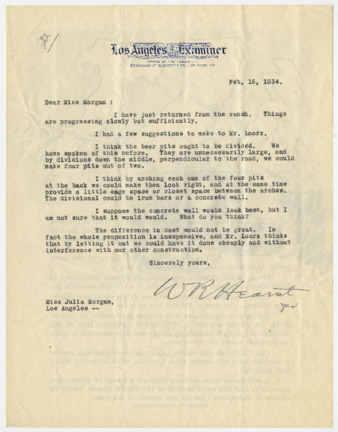 Los Angeles Examiner
Feb. 16, 1934.
Dear Miss Morgan :
I have just returned from the ranch. Things
are progressing slowly but sufficiently.
I had a few suggestions to make to Mr. Loorz.
I think the bear pits ought to be divided. We
have spoken of this before. They are unnecessarily large, and
by divisions down the middle, perpendicular to the road, we could
make four pits out of two.
I think by arching each one of the four pits
at the back we could make them look right, and at the same time
provide a little cage space or closet space between the arches.
The divisional could be iron bars or a concrete wall.
I suppose the concrete wall would look best, but I
am not sure that it would would. What do you think?
The difference in cost would not be great. In
fact the whole proposition is inexpensive, and Mr. Loorz thinks
that by letting it out we could have it done cheaply and without
interference with our other construction.
Sincerely yours,
W R Hearst
Miss Julia Morgan,
Los Angeles --